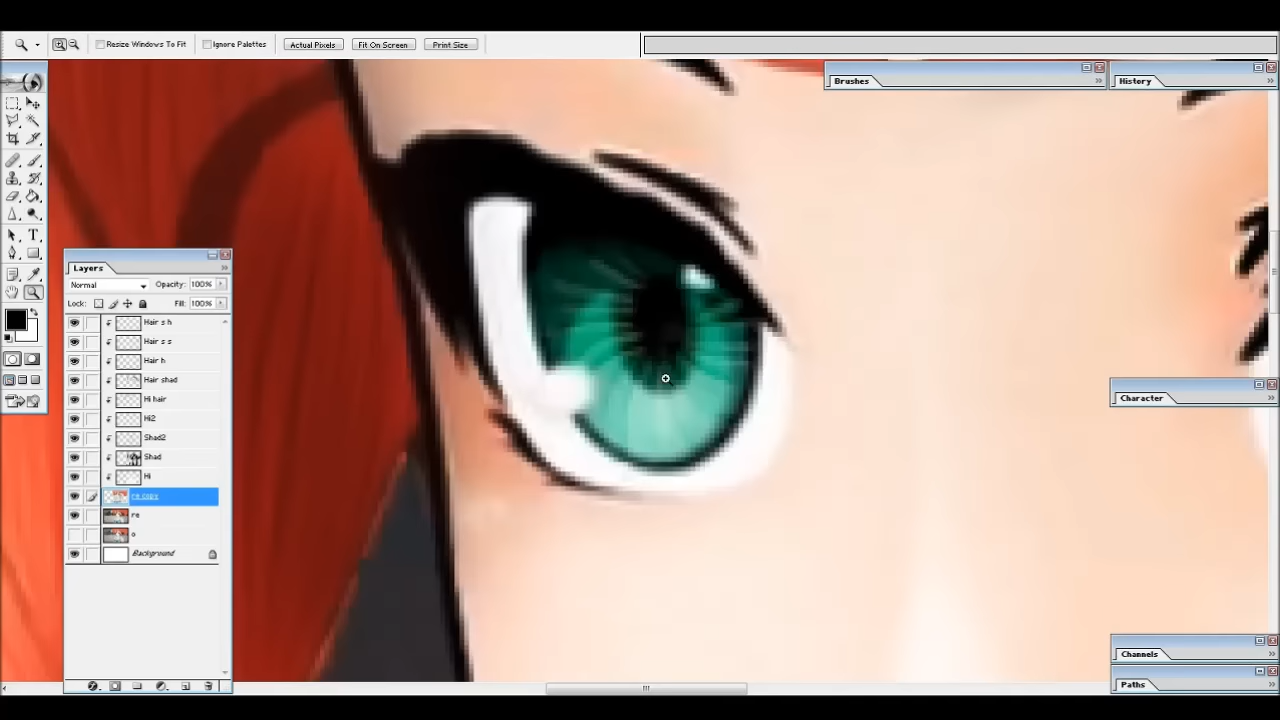 Resize Windows To Fit
Ignore Palettes
Actual Pixels
Fit On Screen
Print Size
Brushes
History
Layers
Normal
Opacity: 100%
Lock:
Fill: 100%
Hair s h
Hair s s
Hair h
Hair shad
Hi hair
Hi2
Shad2
Shad
Hi
re copy
re
o
Background
Character
Channels
Paths